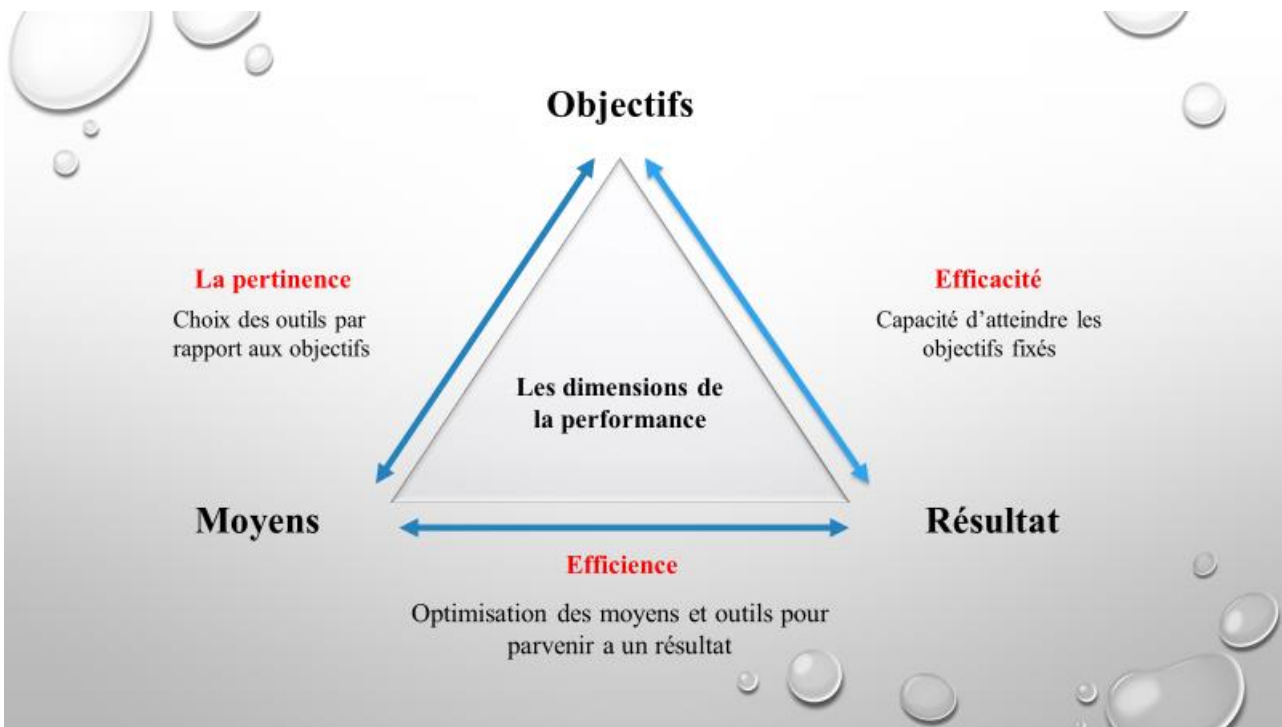 Objectifs
La pertinence
Choix des outils par
rapport aux objectifs
Efficacité
Capacité d’atteindre les
objectifs fixés
Les dimensions de
la performance
Moyens
Résultat
Efficience
Optimisation des moyens et outils pour
parvenir a un résultat